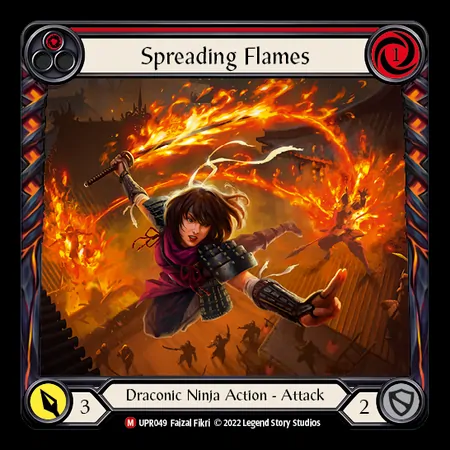 Spreading Flames
1
3
Draconic Ninja Action - Attack
2
M UPR049 Faizal Fikri © 2022 Legend Story Studios